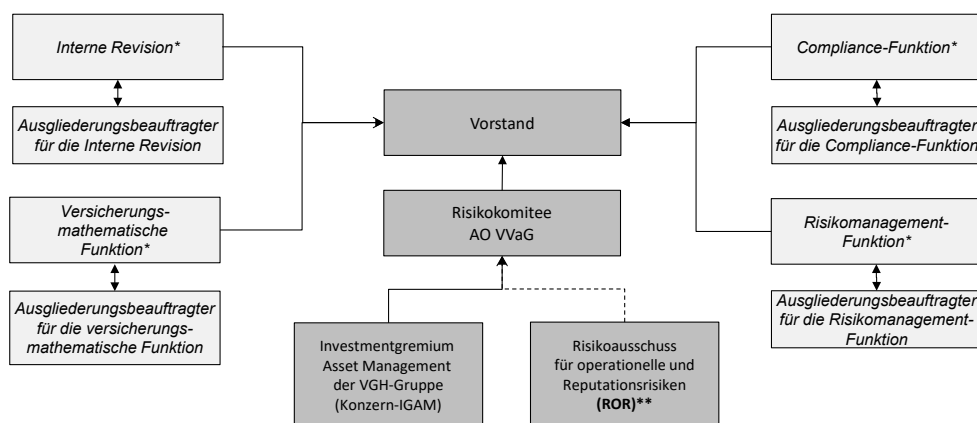 Interne Revision*
Ausgliederungsbeauftragter
für die Interne Revision
Versicherungs-
mathematische
Funktion*
Ausgliederungsbeauftragter
für die versicherungs-
mathematische Funktion
Vorstand
Risikokomitee
AO VVaG
Investmentgremium
Asset Management
der VGH-Gruppe
(Konzern-IGAM)
Risikoausschuss
für operationelle und
Reputationsrisiken
(ROR)**
Compliance-Funktion*
Ausgliederungsbeauftragter
für die Compliance-Funktion
Risikomanagement-
Funktion*
Ausgliederungsbeauftragter
für die Risikomanagement-
Funktion